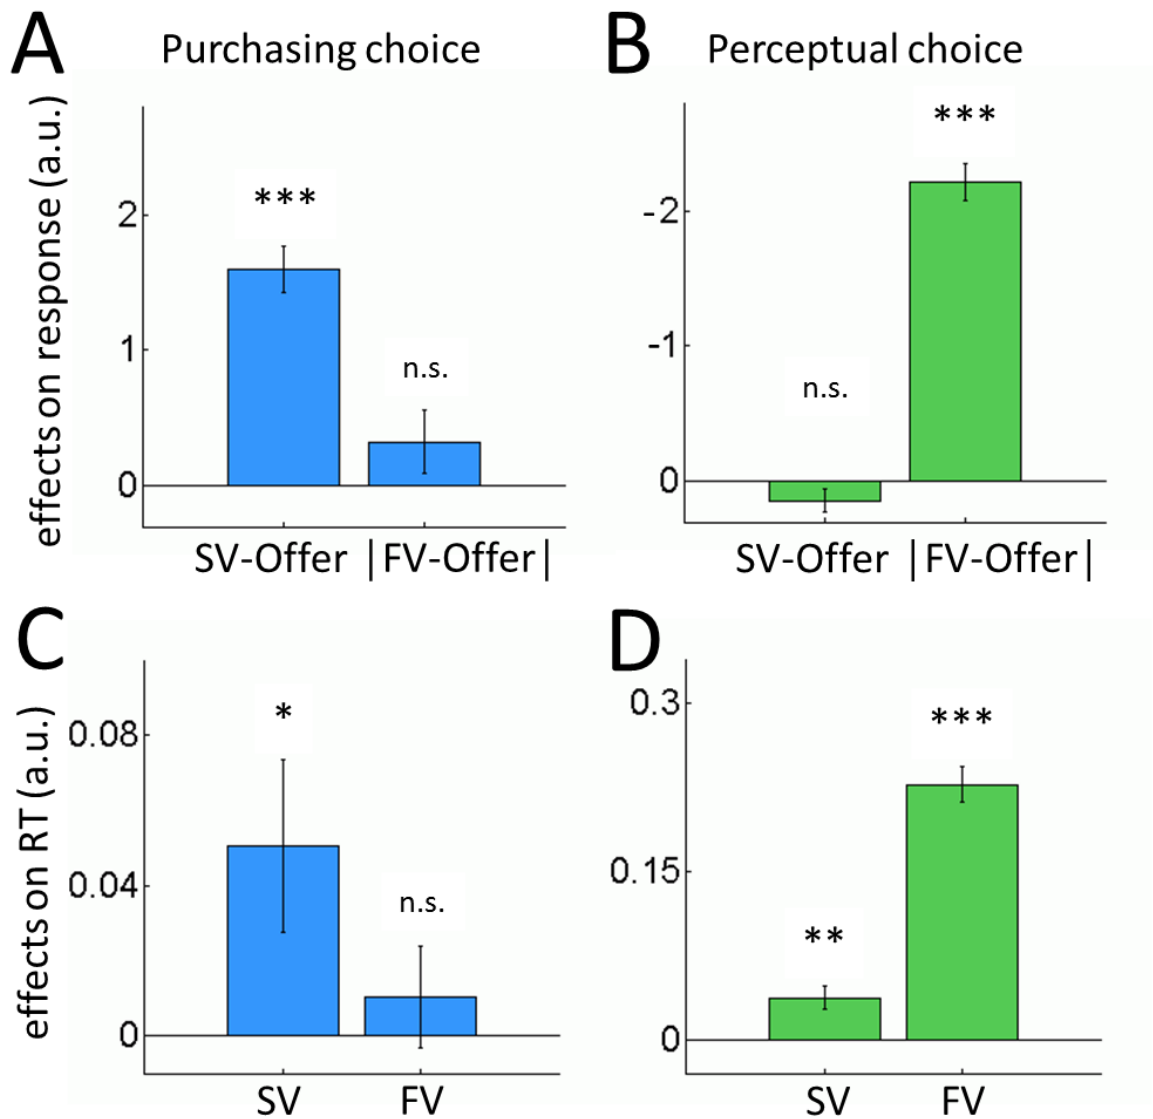 A Purchasing choice
effects on response (a.u.)
2
1
0
***
n.s.
SV-Offer |FV-Offer|
B Perceptual choice
-2
-1
0
n.s.
***
SV-Offer |FV-Offer|
C
effects on RT (a.u.)
0.08
0.04
0
*
n.s.
SV FV
D
0.3
0.15
0
**
***
SV FV